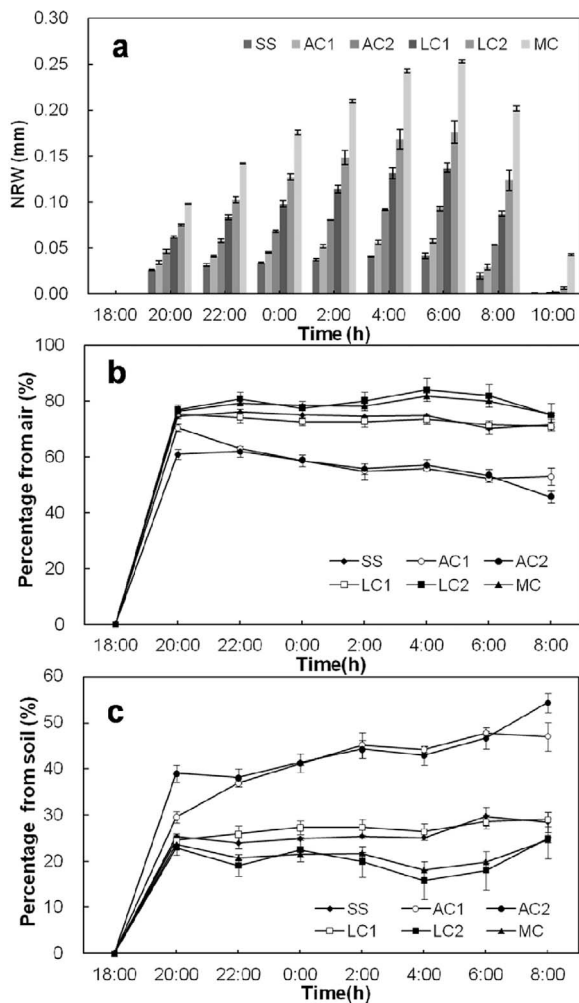 a
SS AC1 AC2 LC1 LC2 MC
0.30
0.25
0.20
0.15
0.10
0.05
0.00
NRW (mm)
18:00 20:00 22:00 0:00 2:00 4:00 6:00 8:00 10:00
Time (h)
b
100
80
60
40
20
0
Percentage from air (%)
SS AC1 AC2
LC1 LC2 MC
18:00 20:00 22:00 0:00 2:00 4:00 6:00 8:00
Time(h)
c
60
50
40
30
20
10
0
Percentage from soil (%)
SS AC1 AC2
LC1 LC2 MC
18:00 20:00 22:00 0:00 2:00 4:00 6:00 8:00
Time(h)